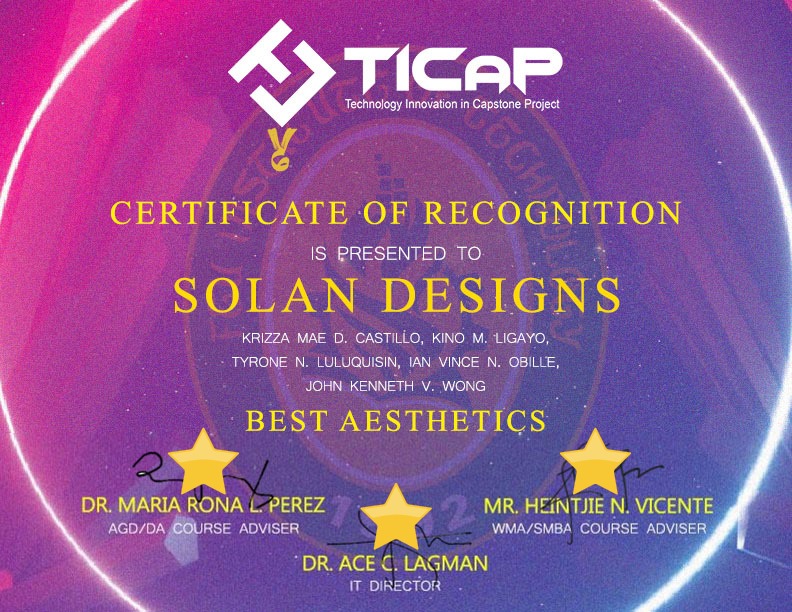 TICAP
Technology Innovation in Capstone Project
CERTIFICATE OF RECOGNITION
IS PRESENTED TO
SOLAN DESIGNS
KRIZZA MAE D. CASTILLO, KINO M. LIGAYO,
TYRONE N. LULUQUISIN, IAN VINCE N. OBILLE,
JOHN KENNETH V. WONG
BEST AESTHETICS
DR. MARIA RONA L. PEREZ
AGD/DA COURSE ADVISER
MR. HEINTJIE N. VICENTE
WMA/SMBA COURSE ADVISER
DR. ACE C. LAGMAN
IT DIRECTOR